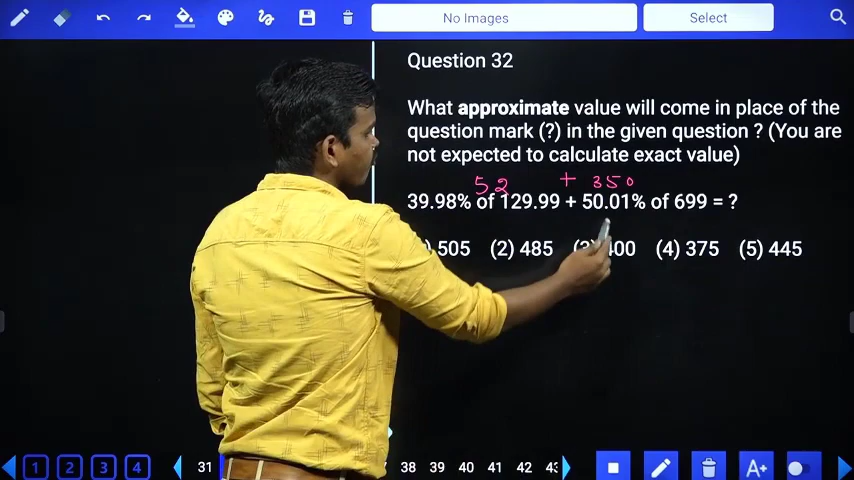 No Images
Select
Question 32
What approximate value will come in place of the
question mark (?) in the given question ? (You are
not expected to calculate exact value)
52 + 350
39.98% of 129.99 + 50.01% of 699 = ?
505 (2) 485 400 (4) 375 (5) 445
1 2 3 4 31 38 39 40 41 42 A+